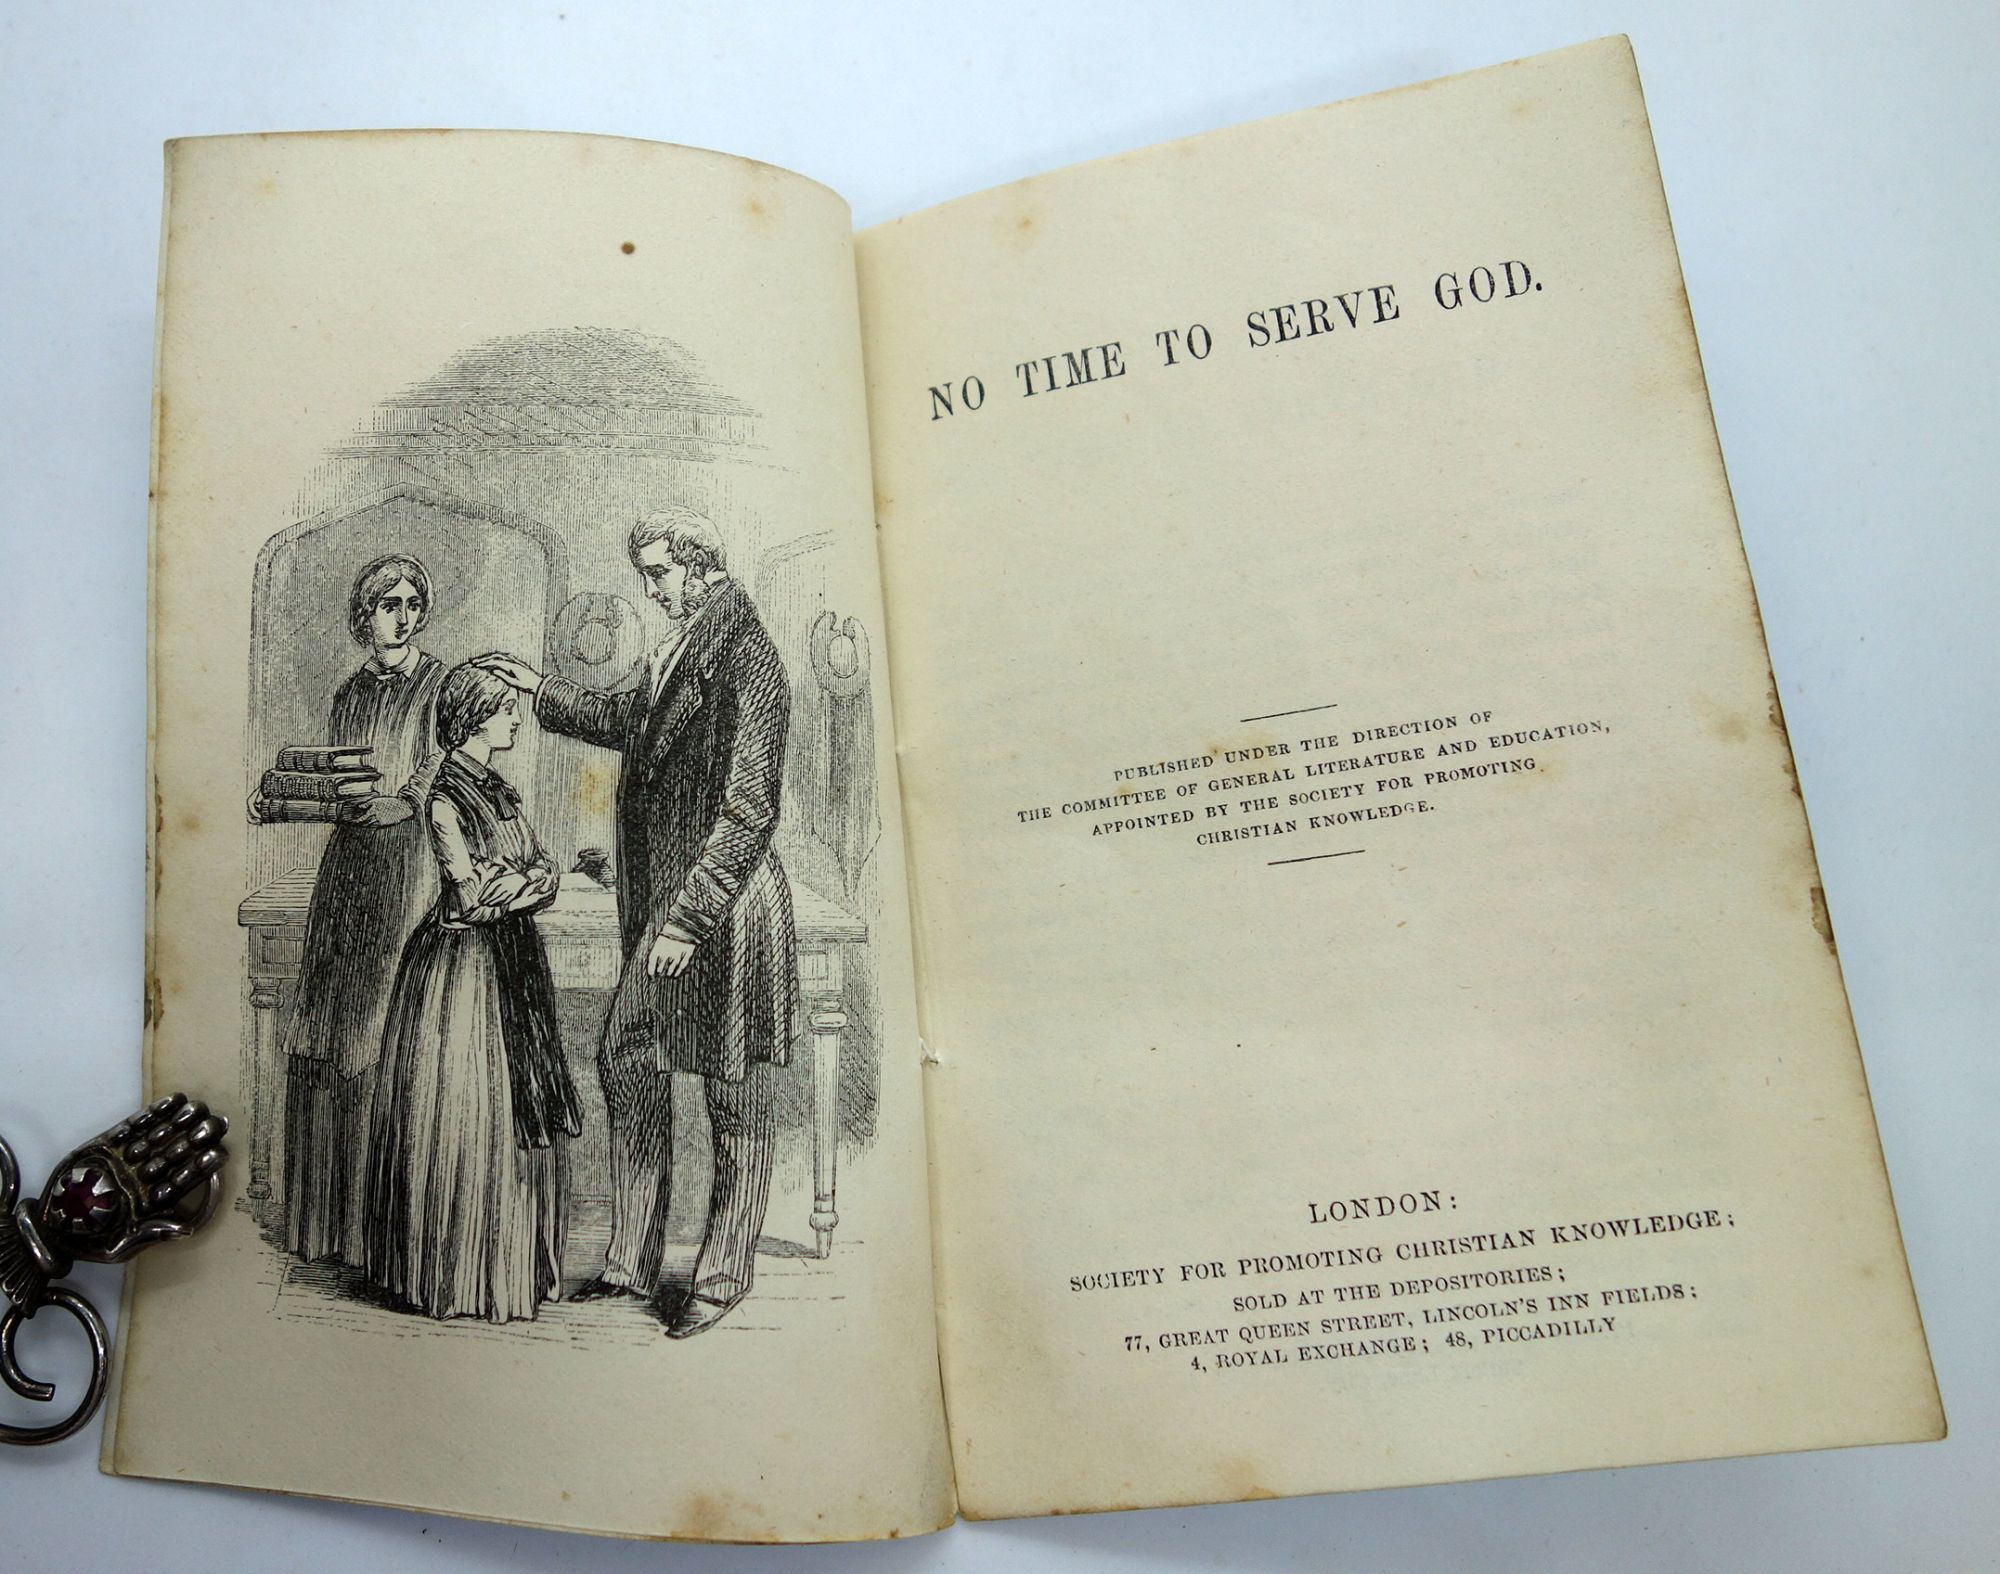 NO TIME TO SERVE GOD.
PUBLISHED UNDER THE DIRECTION OF
THE COMMITTEE OF GENERAL LITERATURE AND EDUCATION,
APPOINTED BY THE SOCIETY FOR PROMOTING
CHRISTIAN KNOWLEDGE.
LONDON:
SOCIETY FOR PROMOTING CHRISTIAN KNOWLEDGE;
SOLD AT THE DEPOSITORIES;
77, GREAT QUEEN STREET, LINCOLN'S INN FIELDS;
4, ROYAL EXCHANGE; 48, PICCADILLY